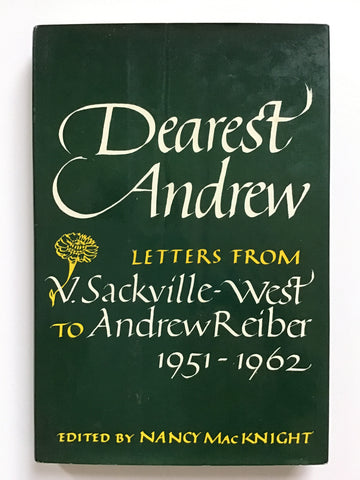 Dearest
Andrew
LETTERS FROM
V. Sackville-West
TO Andrew Reiber
1951-1962
EDITED BY NANCY MACKNIGHT